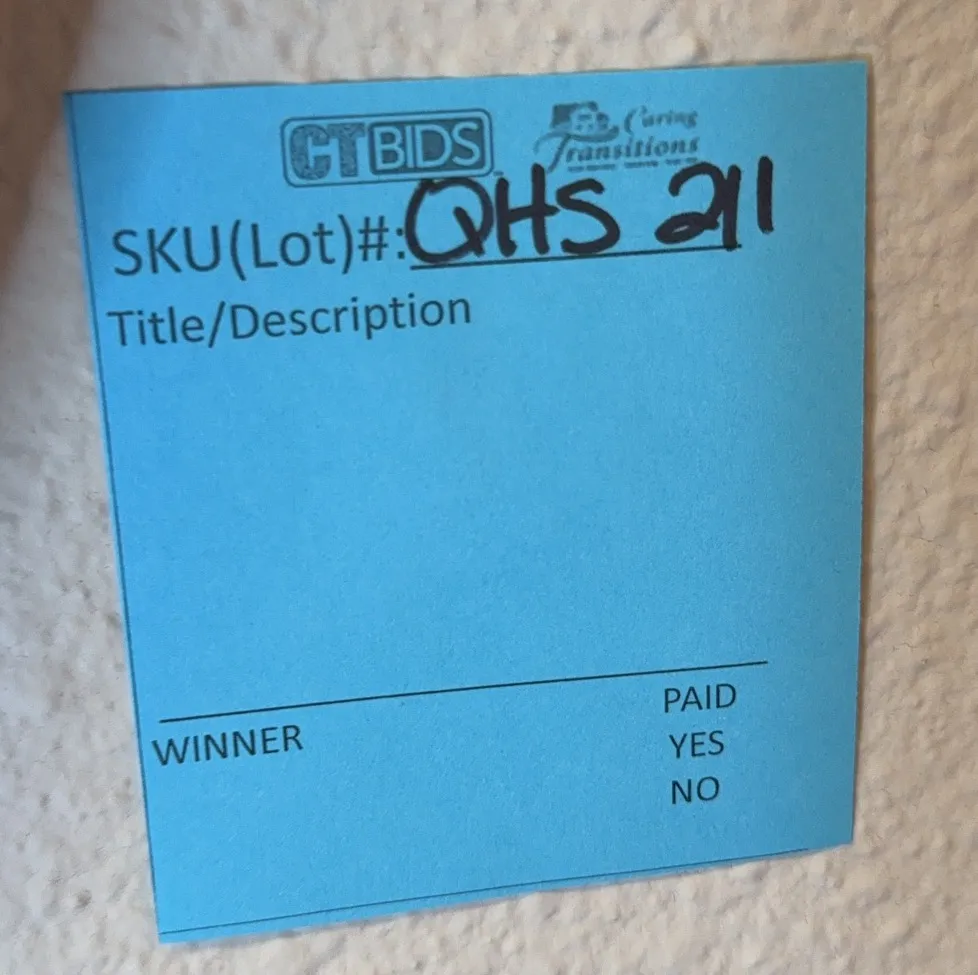 CTBIDS Caring Transitions
SKU(Lot)#: QHS 211
Title/Description
PAID
WINNER YES
NO